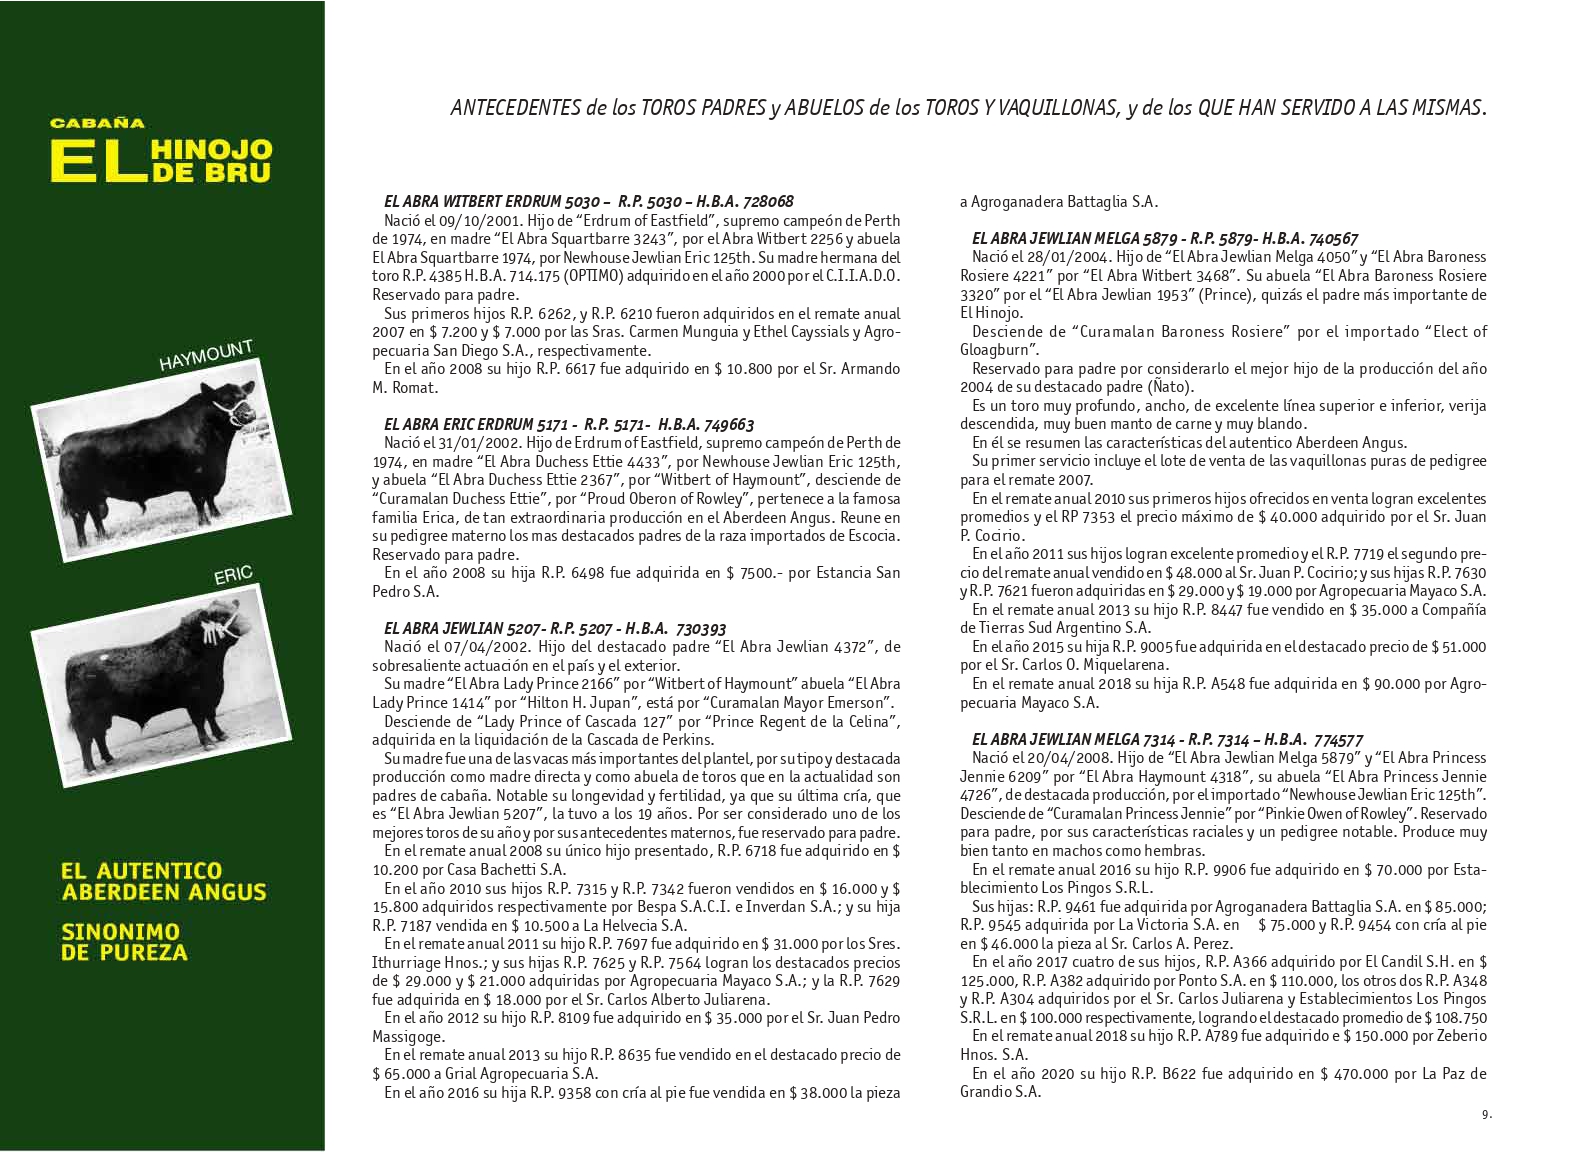 CABAÑA
EL HINOJO
DE BRU
HAYMOUNT
ERIC
EL AUTENTICO
ABERDEEN ANGUS
SINONIMO
DE PUREZA
ANTECEDENTES de los TOROS PADRES y ABUELOS de los TOROS Y VAQUILLONAS, y de los QUE HAN SERVIDO A LAS MISMAS.
EL ABRA WITBERT ERDRUM 5030 – R.P. 5030 – H.B.A. 728068
Nació el 09/10/2001. Hijo de “Erdrum of Eastfield”, supremo campeón de Perth
de 1974, en madre “El Abra Squartbarre 3243”, por el Abra Witbert 2256 y abuela
El Abra Squartbarre 1974, por Newhouse Jewlian Eric 125th. Su madre hermana del
toro R.P. 4385 H.B.A. 714.175 (OPTIMO) adquirido en el año 2000 por el C.I.I.A.D.O.
Reservado para padre.
Sus primeros hijos R.P. 6262, y R.P. 6210 fueron adquiridos en el remate anual
2007 en $ 7.200 y $ 7.000 por las Sras. Carmen Munguia y Ethel Cayssials y Agro-
pecuaria San Diego S.A., respectivamente.
En el año 2008 su hijo R.P. 6617 fue adquirido en $ 10.800 por el Sr. Armando
M. Romat.
EL ABRA ERIC ERDRUM 5171 - R.P. 5171- H.B.A. 749663
Nació el 31/01/2002. Hijo de Erdrum of Eastfield, supremo campeón de Perth de
1974, en madre “El Abra Duchess Ettie 4433”, por Newhouse Jewlian Eric 125th,
y abuela “El Abra Duchess Ettie 2367”, por “Witbert of Haymount”, desciende de
“Curamalan Duchess Ettie”, por “Proud Oberon of Rowley”, pertenece a la famosa
familia Erica, de tan extraordinaria producción en el Aberdeen Angus. Reune en
su pedigree materno los mas destacados padres de la raza importados de Escocia.
Reservado para padre.
En el año 2008 su hija R.P. 6498 fue adquirida en $ 7500.- por Estancia San
Pedro S.A.
EL ABRA JEWLIAN 5207- R.P. 5207 - H.B.A. 730393
Nació el 07/04/2002. Hijo del destacado padre “El Abra Jewlian 4372”, de
sobresaliente actuación en el país y el exterior.
Su madre “El Abra Lady Prince 2166” por “Witbert of Haymount” abuela “El Abra
Lady Prince 1414” por “Hilton H. Jupan”, está por “Curamalan Mayor Emerson”.
Desciende de “Lady Prince of Cascada 127” por “Prince Regent de la Celina”,
adquirida en la liquidación de la Cascada de Perkins.
Su madre fue una de las vacas más importantes del plantel, por su tipo y destacada
producción como madre directa y como abuela de toros que en la actualidad son
padres de cabaña. Notable su longevidad y fertilidad, ya que su última cría, que
es “El Abra Jewlian 5207”, la tuvo a los 19 años. Por ser considerado uno de los
mejores toros de su año y por sus antecedentes maternos, fue reservado para padre.
En el remate anual 2008 su único hijo presentado, R.P. 6718 fue adquirido en $
10.200 por Casa Bachetti S.A.
En el año 2010 sus hijos R.P. 7315 y R.P. 7342 fueron vendidos en $ 16.000 y $
15.800 adquiridos respectivamente por Bespa S.A.C.I. e Inverdan S.A.; y su hija
R.P. 7187 vendida en $ 10.500 a La Helvecia S.A.
En el remate anual 2011 su hijo R.P. 7697 fue adquirido en $ 31.000 por los Sres.
Ithurriage Hnos.; y sus hijas R.P. 7625 y R.P. 7564 logran los destacados precios
de $ 29.000 y $ 21.000 adquiridas por Agropecuaria Mayaco S.A.; y la R.P. 7629
fue adquirida en $ 18.000 por el Sr. Carlos Alberto Juliarena.
En el año 2012 su hijo R.P. 8109 fue adquirido en $ 35.000 por el Sr. Juan Pedro
Massigoge.
En el remate anual 2013 su hijo R.P. 8635 fue vendido en el destacado precio de
$ 65.000 a Grial Agropecuaria S.A.
En el año 2016 su hija R.P. 9358 con cría al pie fue vendida en $ 38.000 la pieza
a Agroganadera Battaglia S.A.
EL ABRA JEWLIAN MELGA 5879 - R.P. 5879- H.B.A. 740567
Nació el 28/01/2004. Hijo de “El Abra Jewlian Melga 4050” y “El Abra Baroness
Rosiere 4221” por “El Abra Witbert 3468”. Su abuela “El Abra Baroness Rosiere
3320” por el “El Abra Jewlian 1953” (Prince), quizás el padre más importante de
El Hinojo.
Desciende de “Curamalan Baroness Rosiere” por el importado “Elect of
Gloagburn”.
Reservado para padre por considerarlo el mejor hijo de la producción del año
2004 de su destacado padre (Ñato).
Es un toro muy profundo, ancho, de excelente línea superior e inferior, verija
descendida, muy buen manto de carne y muy blando.
En él se resumen las características del autentico Aberdeen Angus.
Su primer servicio incluye el lote de venta de las vaquillonas puras de pedigree
para el remate 2007.
En el remate anual 2010 sus primeros hijos ofrecidos en venta logran excelentes
promedios y el RP 7353 el precio máximo de $ 40.000 adquirido por el Sr. Juan
P. Cocirio.
En el año 2011 sus hijos logran excelente promedio y el R.P. 7719 el segundo pre-
cio del remate anual vendido en $ 48.000 al Sr. Juan P. Cocirio; y sus hijas R.P. 7630
y R.P. 7621 fueron adquiridas en $ 29.000 y $ 19.000 por Agropecuaria Mayaco S.A.
En el remate anual 2013 su hijo R.P. 8447 fue vendido en $ 35.000 a Compañía
de Tierras Sud Argentino S.A.
En el año 2015 su hija R.P. 9005 fue adquirida en el destacado precio de $ 51.000
por el Sr. Carlos O. Miquelarena.
En el remate anual 2018 su hija R.P. A548 fue adquirida en $ 90.000 por Agro-
pecuaria Mayaco S.A.
EL ABRA JEWLIAN MELGA 7314 - R.P. 7314 – H.B.A. 774577
Nació el 20/04/2008. Hijo de “El Abra Jewlian Melga 5879” y “El Abra Princess
Jennie 6209” por “El Abra Haymount 4318”, su abuela “El Abra Princess Jennie
4726”, de destacada producción, por el importado “Newhouse Jewlian Eric 125th”.
Desciende de “Curamalan Princess Jennie” por “Pinkie Owen of Rowley”. Reservado
para padre, por sus características raciales y un pedigree notable. Produce muy
bien tanto en machos como hembras.
En el remate anual 2016 su hijo R.P. 9906 fue adquirido en $ 70.000 por Esta-
blecimiento Los Pingos S.R.L.
Sus hijas: R.P. 9461 fue adquirida por Agroganadera Battaglia S.A. en $ 85.000;
R.P. 9545 adquirida por La Victoria S.A. en $ 75.000 y R.P. 9454 con cría al pie
en $ 46.000 la pieza al Sr. Carlos A. Perez.
En el año 2017 cuatro de sus hijos, R.P. A366 adquirido por El Candil S.H. en $
125.000, R.P. A382 adquirido por Ponto S.A. en $ 110.000, los otros dos R.P. A348
y R.P. A304 adquiridos por el Sr. Carlos Juliarena y Establecimientos Los Pingos
S.R.L. en $ 100.000 respectivamente, logrando el destacado promedio de $ 108.750
En el remate anual 2018 su hijo R.P. A789 fue adquirido e $ 150.000 por Zeberio
Hnos. S.A.
En el año 2020 su hijo R.P. B622 fue adquirido en $ 470.000 por La Paz de
Grandio S.A.
9.